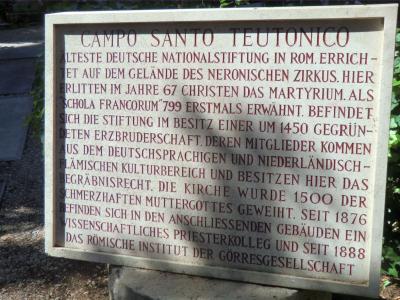 CAMPO SANTO TEUTONICO
ÄLTESTE DEUTSCHE NATIONALSTIFTUNG IN ROM. ERRICH-
TET AUF DEM GELÄNDE DES NERONISCHEN ZIRKUS. HIER
ERLITTEN IM JAHRE 67 CHRISTEN DAS MARTYRIUM. ALS
"SCHOLA FRANCORUM" 799 ERSTMALS ERWÄHNT. BEFINDET
SICH DIE STIFTUNG IM BESITZ EINER UM 1450 GEGRÜN-
DETEN ERZBRUDERSCHAFT, DEREN MITGLIEDER KOMMEN
AUS DEM DEUTSCHSPRACHIGEN UND NIEDERLÄNDISCH-
FLÄMISCHEN KULTURBEREICH UND BESITZEN HIER DAS
BEGRÄBNISRECHT. DIE KIRCHE WURDE 1500 DER
SCHMERZHAFTEN MUTTERGOTTES GEWEIHT. SEIT 1876
BEFINDEN SICH IN DEN ANSCHLIESSENDEN GEBÄUDEN EIN
WISSENSCHAFTLICHES PRIESTERKOLLEG UND SEIT 1888
DAS RÖMISCHE INSTITUT DER GÖRRESGESELLSCHAFT